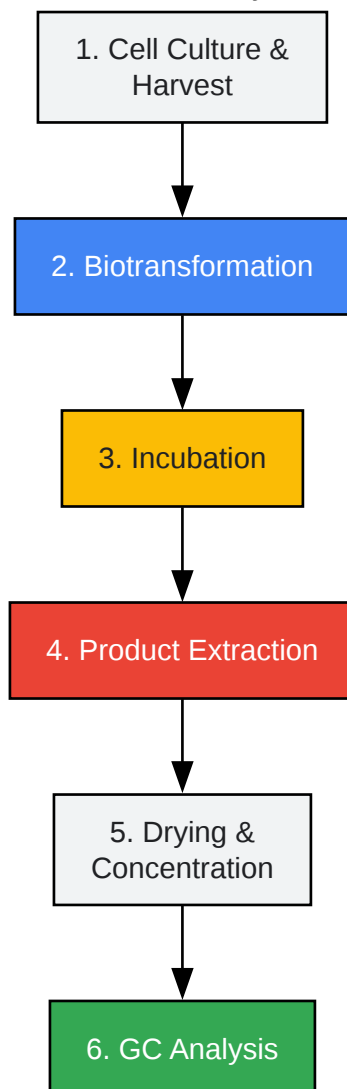 1. Cell Culture &
Harvest
2. Biotransformation
3. Incubation
4. Product Extraction
5. Drying &
Concentration
6. GC Analysis